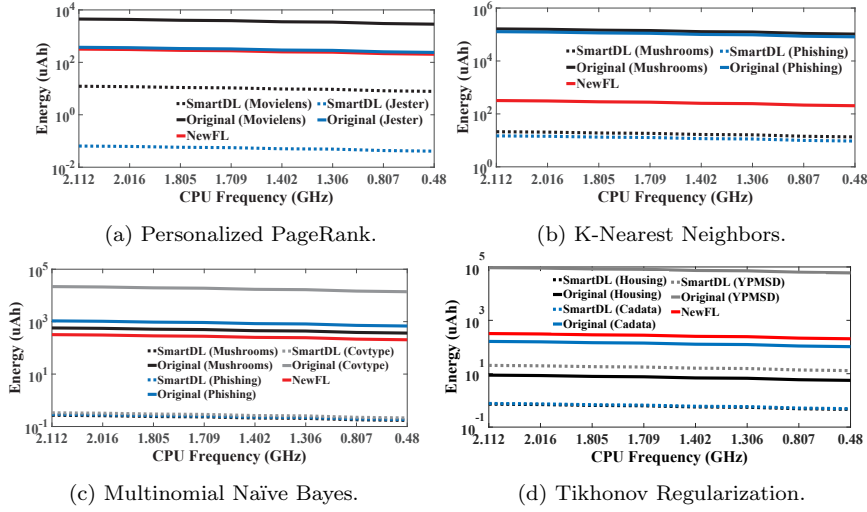 10^4
10^2
10^0
10^-2
Energy (uAh)
SmartDL (Movielens)
SmartDL (Jester)
Original (Movielens)
Original (Jester)
NewFL
2.112 2.016 1.805 1.709 1.402 1.306 0.807 0.48
CPU Frequency (GHz)
(a) Personalized PageRank.
10^6
10^4
10^2
10^0
Energy (uAh)
SmartDL (Mushrooms)
SmartDL (Phishing)
Original (Mushrooms)
Original (Phishing)
NewFL
2.112 2.016 1.805 1.709 1.402 1.306 0.807 0.48
CPU Frequency (GHz)
(b) K-Nearest Neighbors.
10^5
10^3
10^1
10^-1
Energy (uAh)
SmartDL (Mushrooms)
SmartDL (Covtype)
Original (Mushrooms)
Original (Covtype)
SmartDL (Phishing)
NewFL
Original (Phishing)
2.112 2.016 1.805 1.709 1.402 1.306 0.807 0.48
CPU Frequency (GHz)
(c) Multinomial Naïve Bayes.
10^5
10^3
10^1
10^-1
Energy (uAh)
SmartDL (Housing)
SmartDL (YPMSD)
Original (Housing)
Original (YPMSD)
SmartDL (Cadata)
NewFL
Original (Cadata)
2.112 2.016 1.805 1.709 1.402 1.306 0.807 0.48
CPU Frequency (GHz)
(d) Tikhonov Regularization.